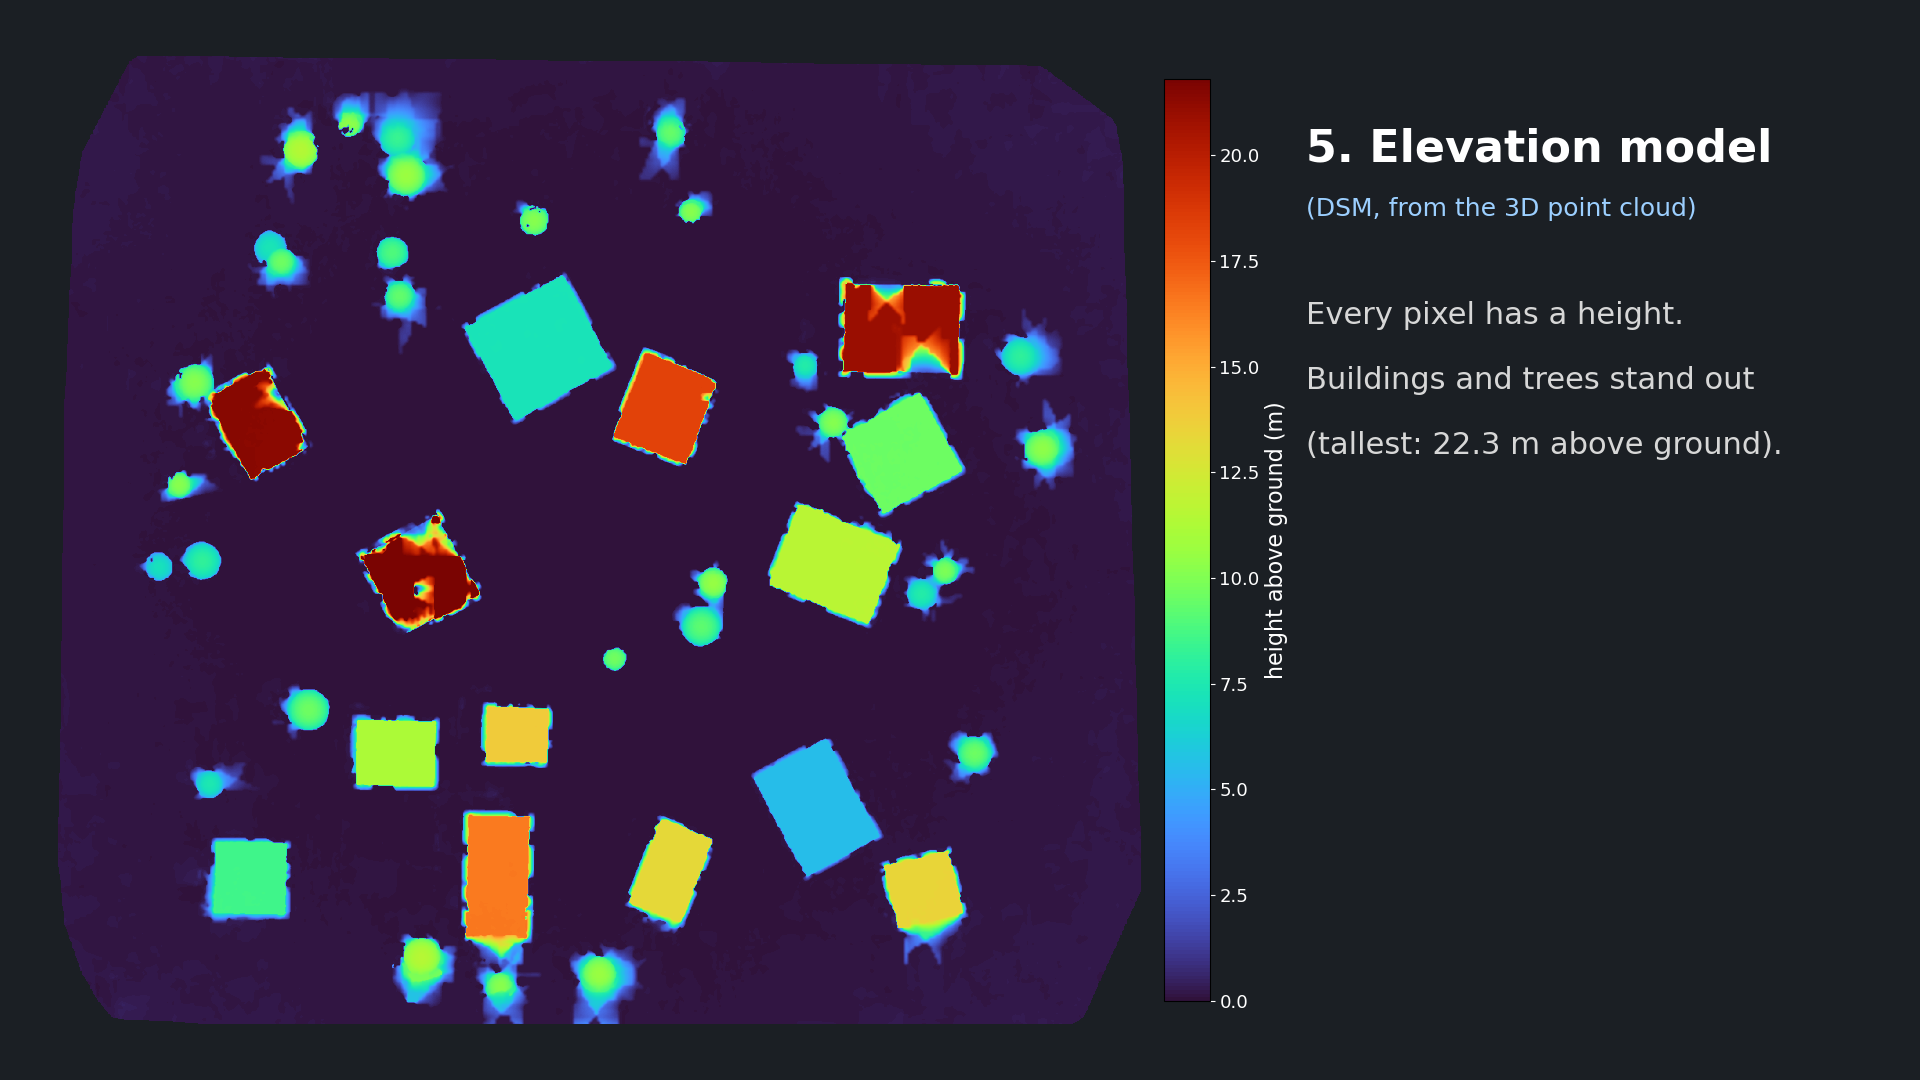 5. Elevation model
(DSM, from the 3D point cloud)
Every pixel has a height.
Buildings and trees stand out
(tallest: 22.3 m above ground).
20.0
17.5
15.0
12.5
10.0
7.5
5.0
2.5
0.0
height above ground (m)